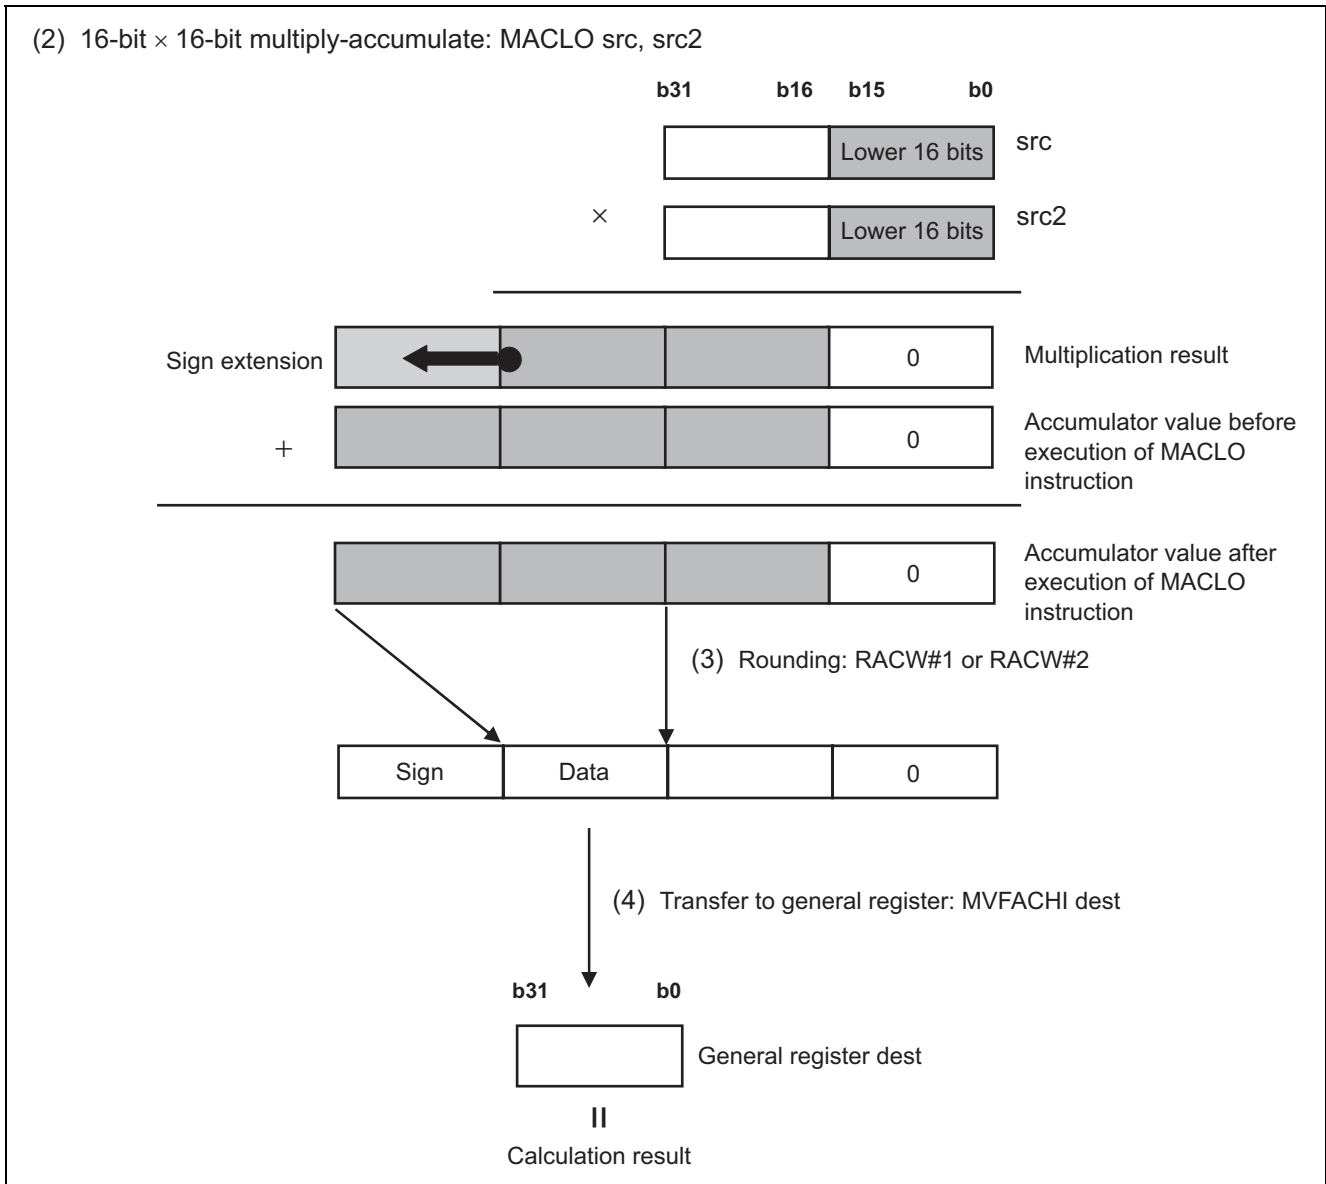 (2) 16-bit × 16-bit multiply-accumulate: MACLO src, src2
b31 b16 b15 b0
Lower 16 bits src
×
Lower 16 bits src2
Sign extension 0 Multiplication result
+ 0 Accumulator value before
execution of MACLO
instruction
0 Accumulator value after
execution of MACLO
instruction
(3) Rounding: RACW#1 or RACW#2
Sign Data 0
(4) Transfer to general register: MVFACHI dest
b31 b0
General register dest
=
Calculation result